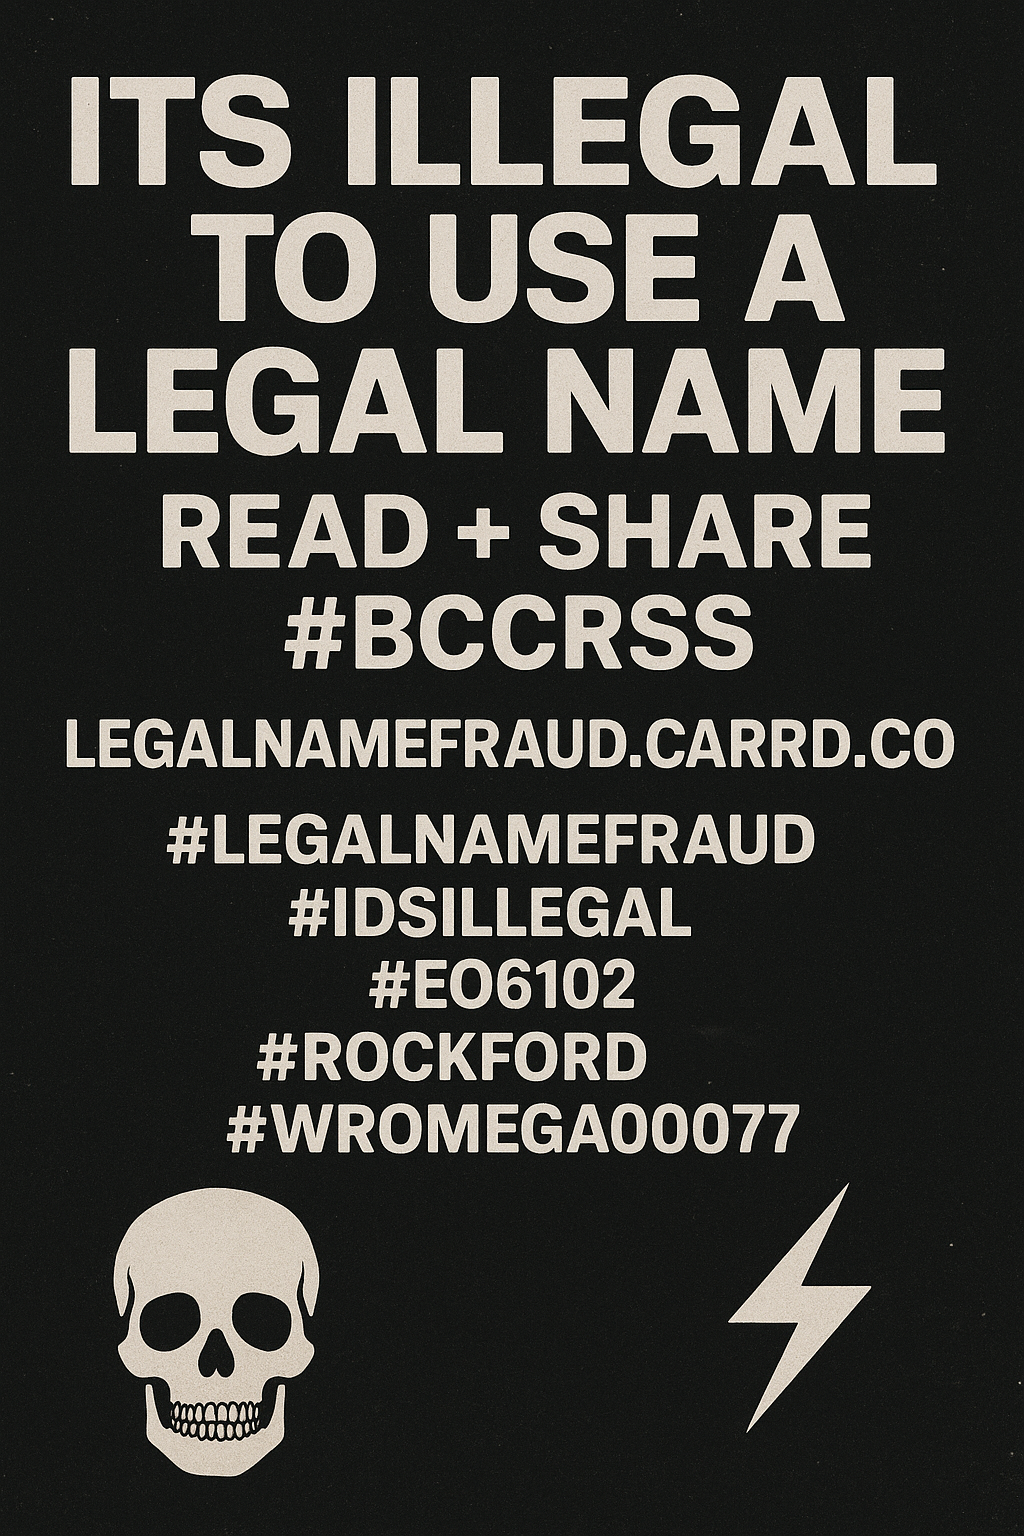 ITS ILLEGAL
TO USE A
LEGAL NAME
READ + SHARE
#BCCRSS
LEGALNAMEFRAUD.CARRD.CO
#LEGALNAMEFRAUD
#IDSILLEGAL
#EO6102
#ROCKFORD
#WROMEGA00077